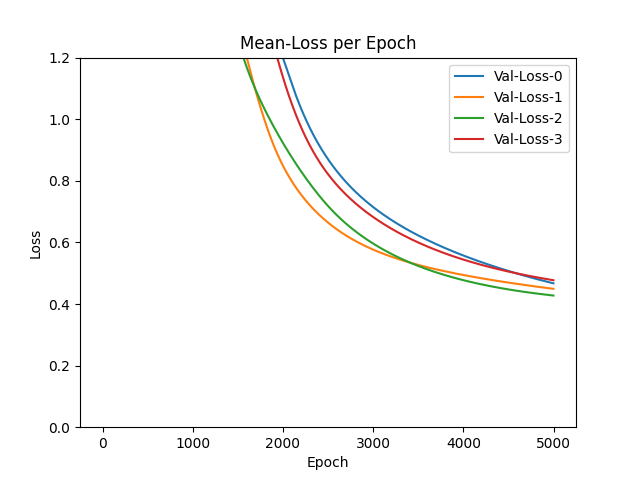 Mean-Loss per Epoch
1.2
1.0
0.8
0.6
0.4
0.2
0.0
Loss
Val-Loss-0
Val-Loss-1
Val-Loss-2
Val-Loss-3
0 1000 2000 3000 4000 5000
Epoch